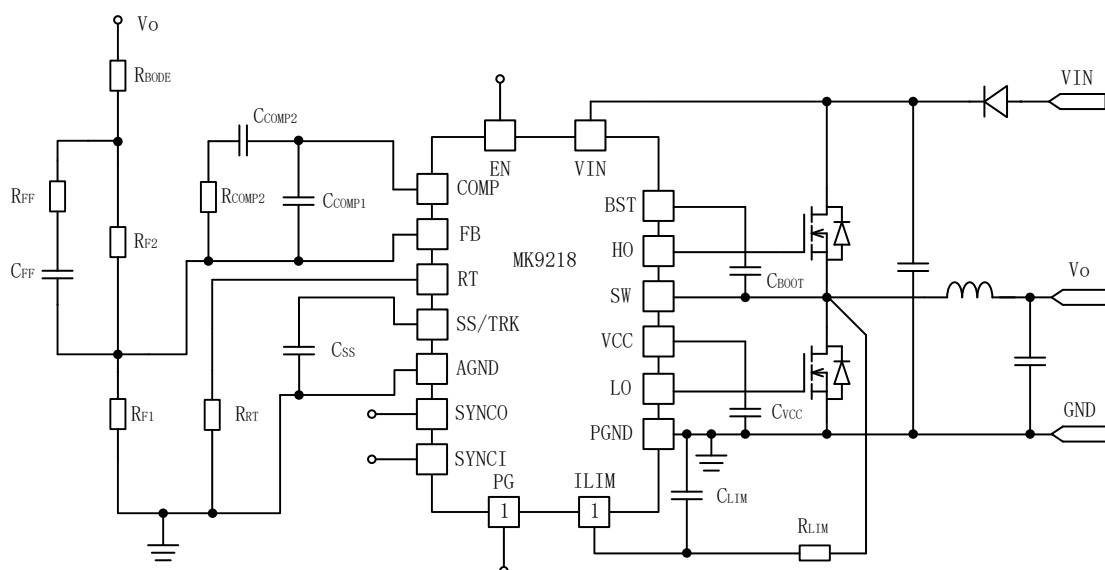 Vo
RBODE
CCOMP2
RFF
RCOMP2
CCOMP1
RF2
CFF
CSS
RF1
RRT
EN
VIN
COMP
FB
RT
SS/TRK
AGND
SYNCO
SYNCI
MK9218
BST
HO
SW
VCC
LO
PGND
PG
ILIM
1
1
CBOOT
CVCC
CLIM
RLIM
VIN
Vo
GND